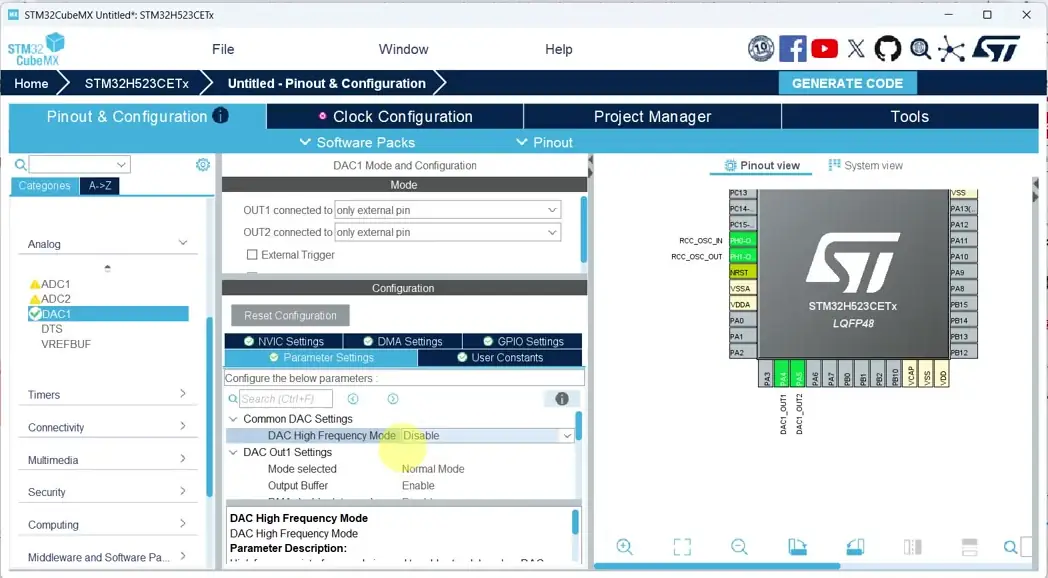 STM32CubeMX Untitled*: STM32H523CETx
STM32
CubeMX
File
Window
Help
10
Home
STM32H523CETx
Untitled - Pinout & Configuration
GENERATE CODE
Pinout & Configuration
Clock Configuration
Project Manager
Tools
Software Packs
Pinout
Categories
A->Z
Analog
ADC1
ADC2
DAC1
DTS
VREFBUF
Timers
Connectivity
Multimedia
Security
Computing
Middleware and Software Pa...
DAC1 Mode and Configuration
Mode
OUT1 connected to only external pin
OUT2 connected to only external pin
External Trigger
Configuration
Reset Configuration
NVIC Settings
DMA Settings
GPIO Settings
Parameter Settings
User Constants
Configure the below parameters :
Search (Ctrl+F)
Common DAC Settings
DAC High Frequency Mode Disable
DAC Out1 Settings
Mode selected Normal Mode
Output Buffer Enable
DAC High Frequency Mode
DAC High Frequency Mode
Parameter Description:
Pinout view
System view
PC13
PC14-..
PC15-..
RCC_OSC_IN PH0-O..
RCC_OSC_OUT PH1-O..
NRST
VSSA
VDDA
PA0
PA1
PA2
STM32H523CETx
LQFP48
VSS
PA13(..
PA12
PA11
PA10
PA9
PA8
PB15
PB14
PB13
PB12
PA3
PA4
PA5
PA6
PA7
PB0
PB1
PB2
PB10
VCAP
VSS
VDD
DAC1_OUT1
DAC1_OUT2